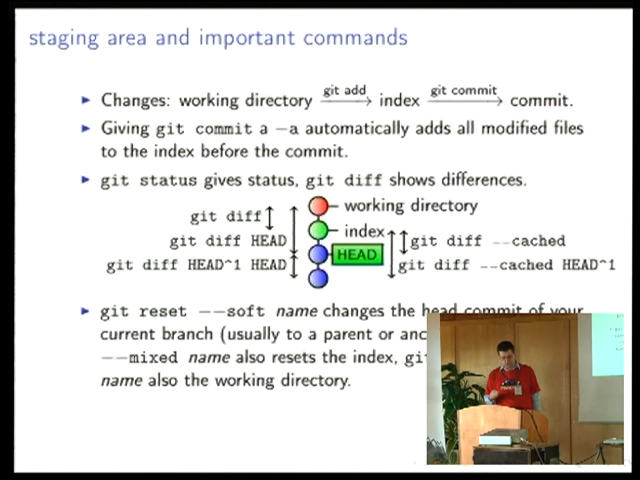 staging area and important commands
▶ Changes: working directory git add index git commit commit.
▶ Giving git commit a −a automatically adds all modified files
to the index before the commit.
▶ git status gives status, git diff shows differences.
git diff
working directory
git diff HEAD
index
git diff --cached
HEAD
git diff HEAD^1 HEAD
git diff --cached HEAD^1
▶ git reset --soft name changes the head commit of your
current branch (usually to a parent or
--mixed name also resets the index,
name also the working directory.